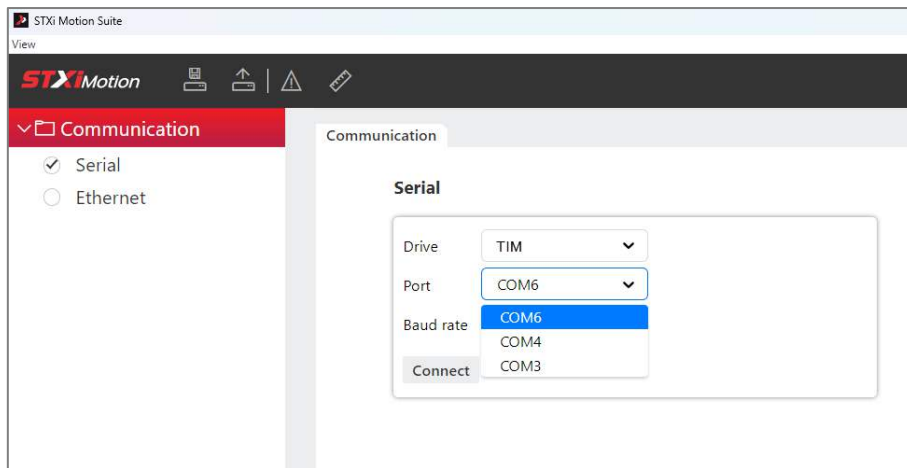 STXi Motion Suite
View
STXiMotion
Communication
Serial
Ethernet
Communication
Serial
Drive TIM
Port COM6
Baud rate
COM6
COM4
COM3
Connect